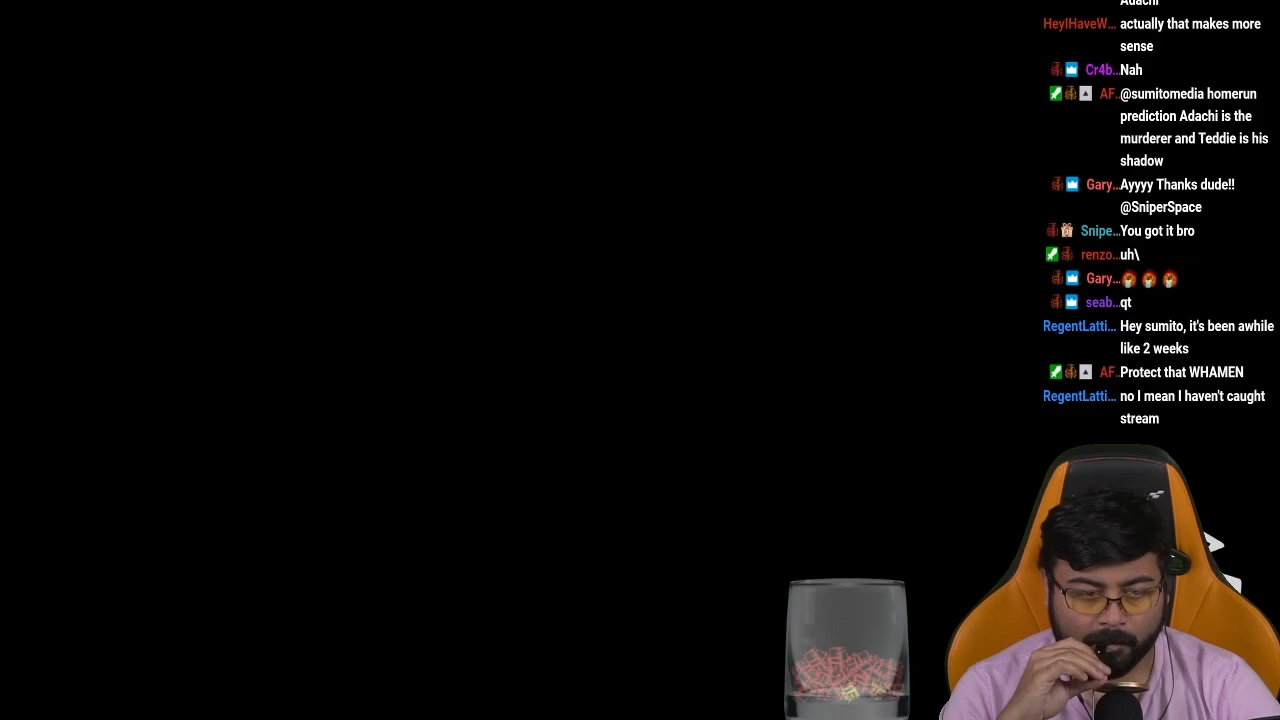 Adachi
HeyIHaveW... actually that makes more
sense
Cr4b... Nah
AF... @sumitomedia homerun
prediction Adachi is the
murderer and Teddie is his
shadow
Gary... Ayyyy Thanks dude!!
@SniperSpace
Snipe... You got it bro
renzo... uh\
Gary...
seab... qt
RegentLatti... Hey sumito, it's been awhile
like 2 weeks
AF... Protect that WHAMEN
RegentLatti... no I mean I haven't caught
stream